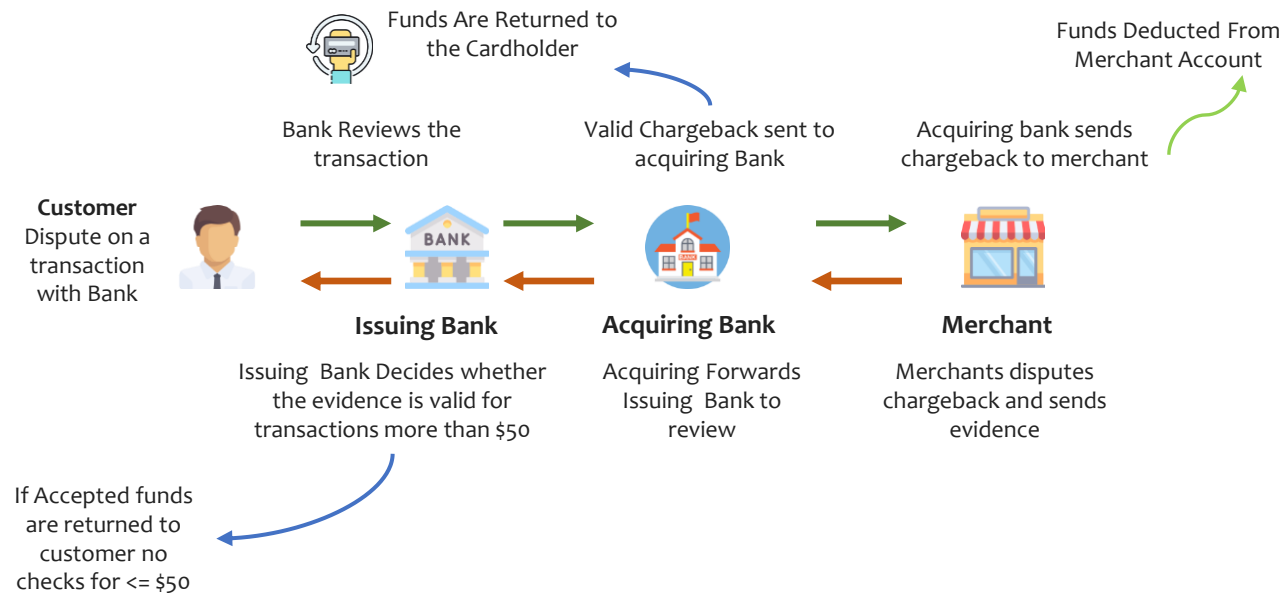 Funds Are Returned to
the Cardholder
Funds Deducted From
Merchant Account
Bank Reviews the
transaction
Valid Chargeback sent to
acquiring Bank
Acquiring bank sends
chargeback to merchant
Customer
Dispute on a
transaction
with Bank
BANK
BANK
Issuing Bank
Acquiring Bank
Merchant
Issuing Bank Decides whether
the evidence is valid for
transactions more than $50
Acquiring Forwards
Issuing Bank to
review
Merchants disputes
chargeback and sends
evidence
If Accepted funds
are returned to
customer no
checks for <= $50